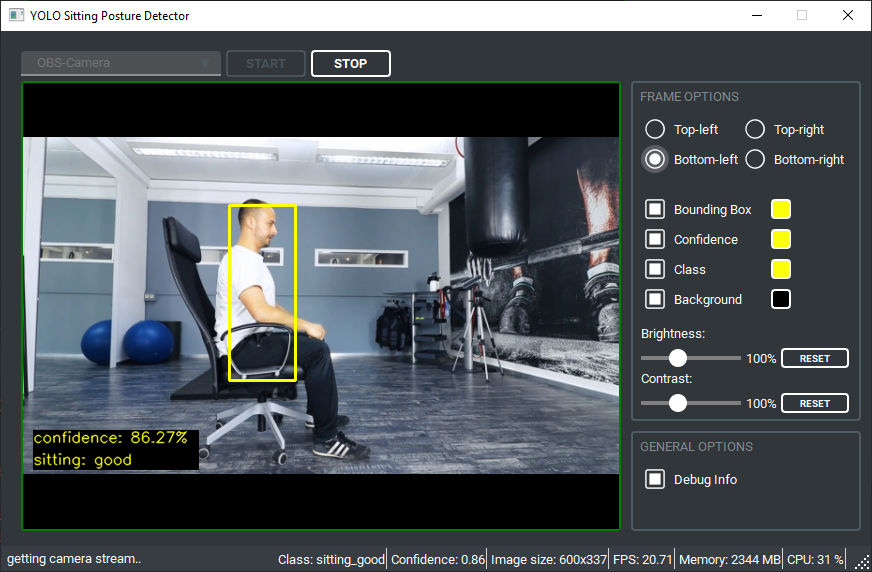 YOLO Sitting Posture Detector
OBS-Camera
START
STOP
FRAME OPTIONS
Top-left
Top-right
Bottom-left
Bottom-right
Bounding Box
Confidence
Class
Background
Brightness:
100%
RESET
Contrast:
100%
RESET
confidence: 86.27%
sitting: good
GENERAL OPTIONS
Debug Info
getting camera stream..
Class: sitting_good
Confidence: 0.86
Image size: 600x337
FPS: 20.71
Memory: 2344 MB
CPU: 31 %